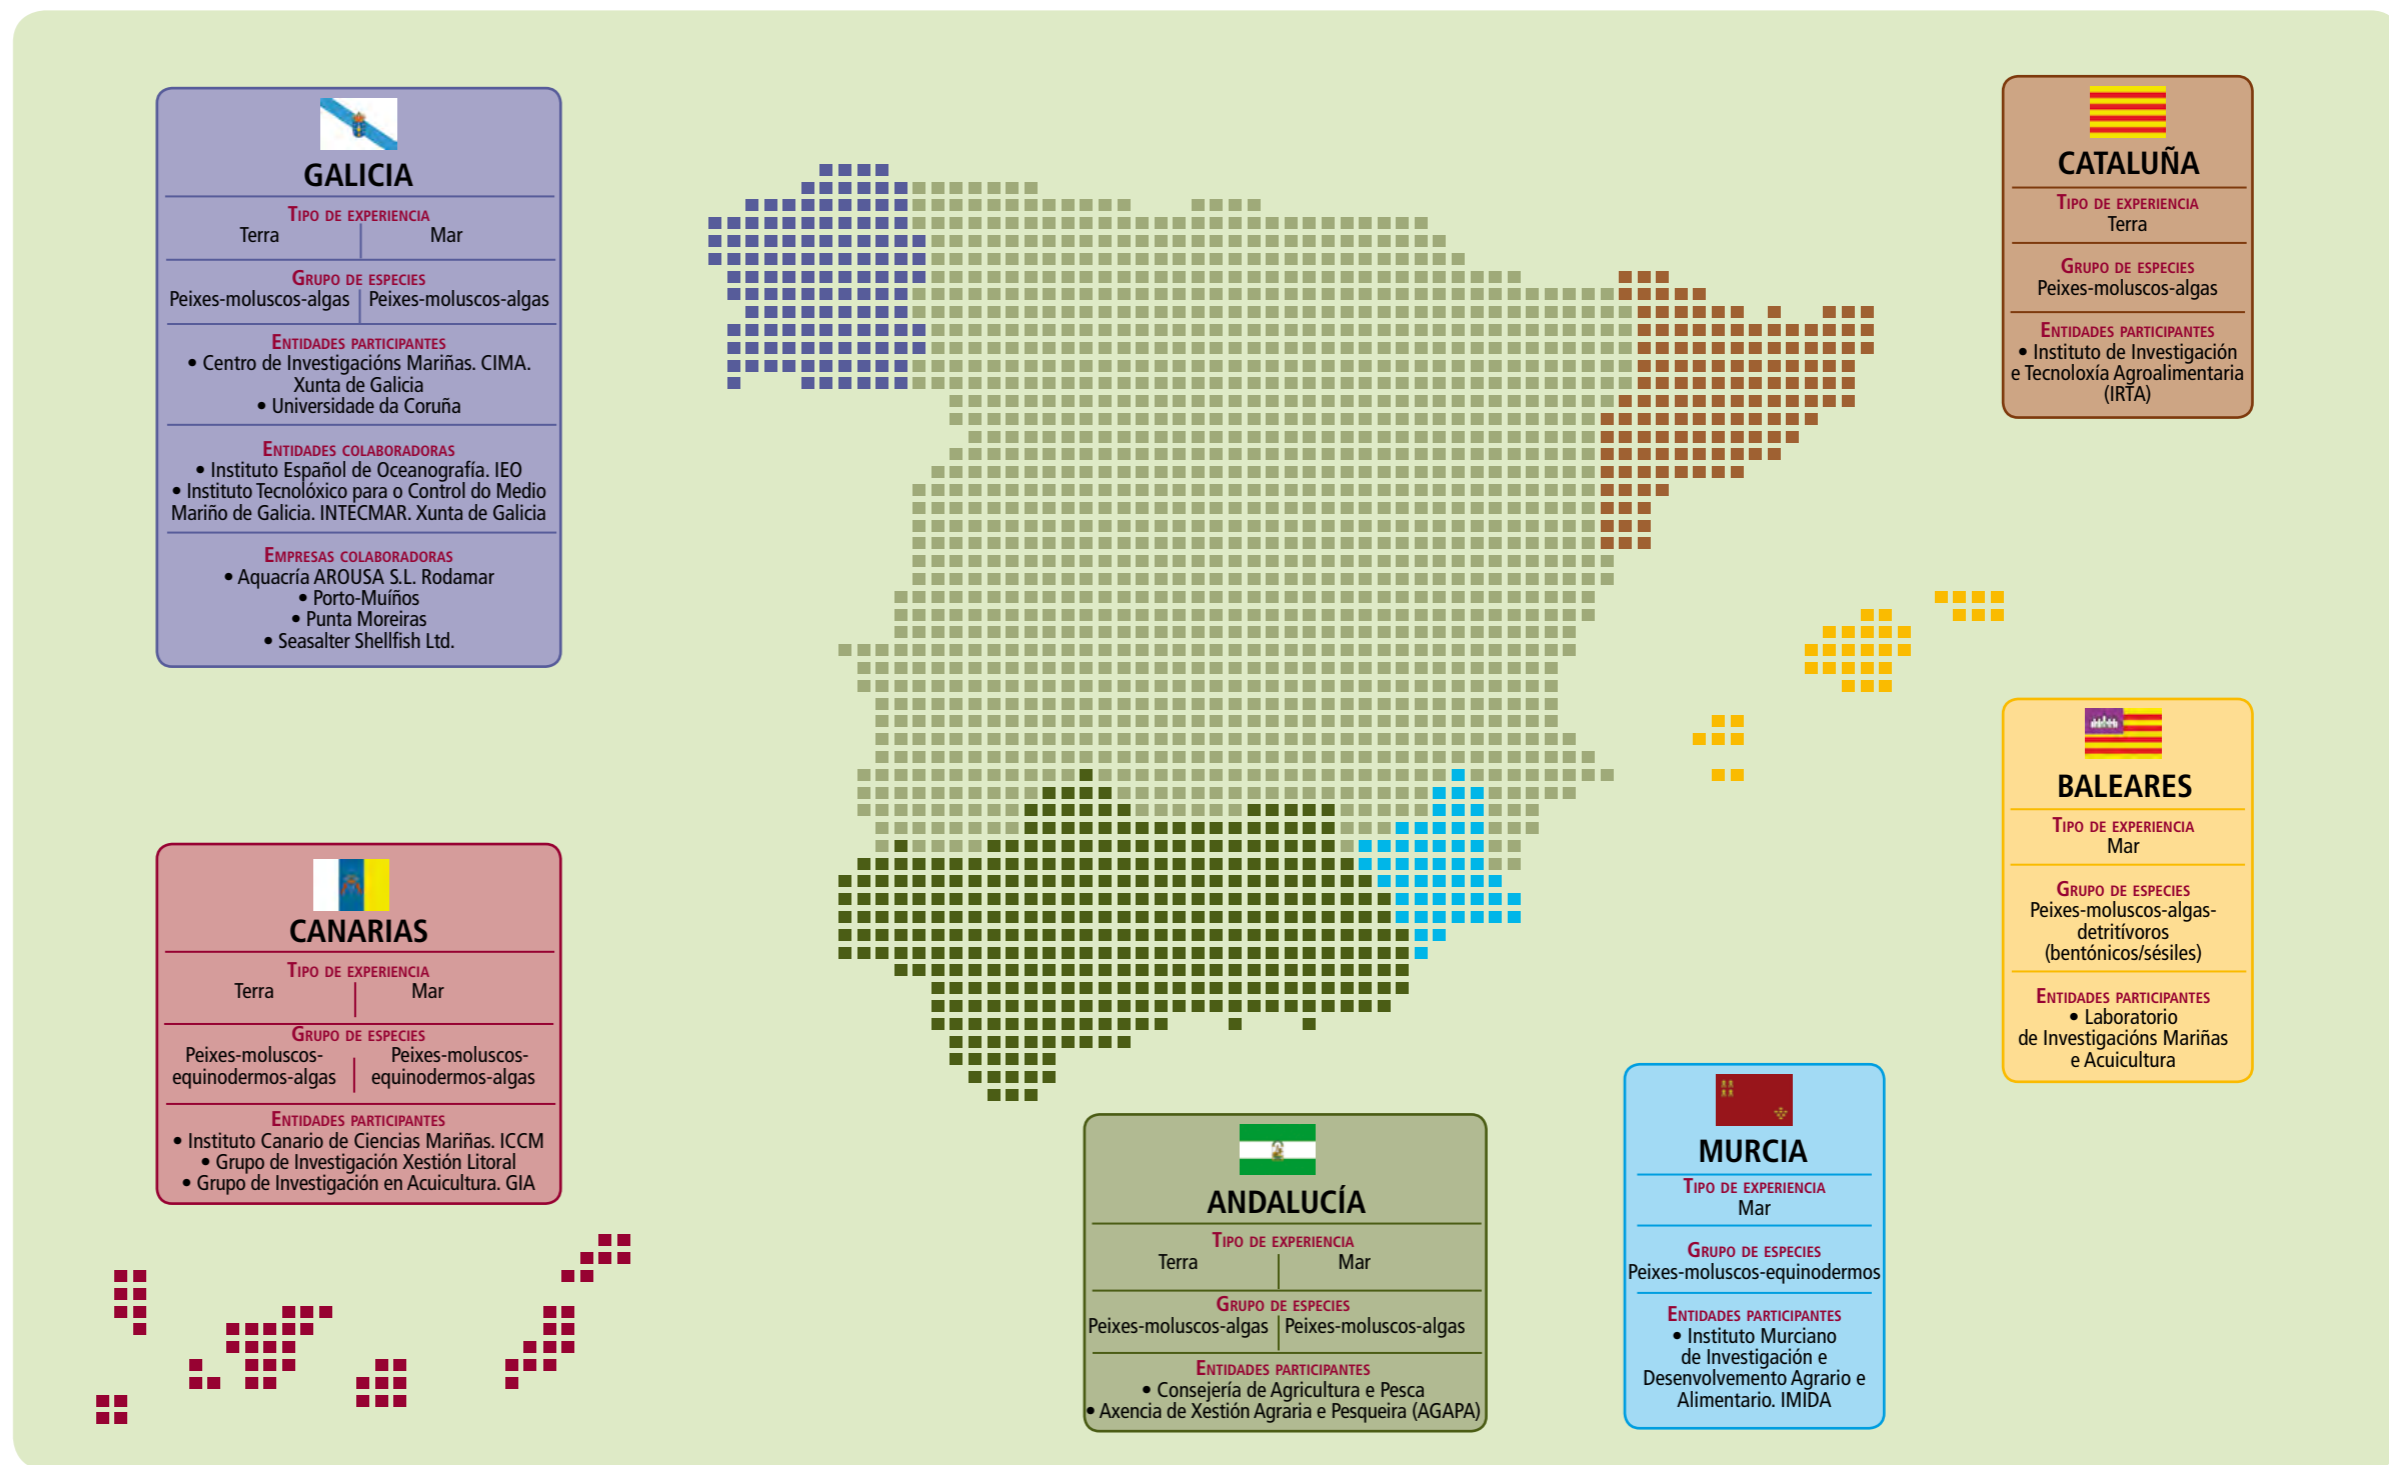 GALICIA
TIPO DE EXPERIENCIA
Terra
Mar
GRUPO DE ESPECIES
Peixes-moluscos-algas
Peixes-moluscos-algas
ENTIDADES PARTICIPANTES
• Centro de Investigacións Mariñas. CIMA.
Xunta de Galicia
• Universidade da Coruña
ENTIDADES COLABORADORAS
• Instituto Español de Oceanografía. IEO
• Instituto Tecnolóxico para o Control do Medio
Mariño de Galicia. INTECMAR. Xunta de Galicia
EMPRESAS COLABORADORAS
• Aquacría AROUSA S.L. Rodamar
• Porto-Muíños
• Punta Moreiras
• Seasalter Shellfish Ltd.
CATALUÑA
TIPO DE EXPERIENCIA
Terra
GRUPO DE ESPECIES
Peixes-moluscos-algas
ENTIDADES PARTICIPANTES
• Instituto de Investigación
e Tecnoloxía Agroalimentaria
(IRTA)
BALEARES
TIPO DE EXPERIENCIA
Mar
GRUPO DE ESPECIES
Peixes-moluscos-algas-
detritívoros
(bentónicos/sésiles)
ENTIDADES PARTICIPANTES
• Laboratorio
de Investigacións Mariñas
e Acuicultura
CANARIAS
TIPO DE EXPERIENCIA
Terra
Mar
GRUPO DE ESPECIES
Peixes-moluscos-
equinodermos-algas
Peixes-moluscos-
equinodermos-algas
ENTIDADES PARTICIPANTES
• Instituto Canario de Ciencias Mariñas. ICCM
• Grupo de Investigación Xestión Litoral
• Grupo de Investigación en Acuicultura. GIA
ANDALUCÍA
TIPO DE EXPERIENCIA
Terra
Mar
GRUPO DE ESPECIES
Peixes-moluscos-algas
Peixes-moluscos-algas
ENTIDADES PARTICIPANTES
• Consejería de Agricultura e Pesca
• Axencia de Xestión Agraria e Pesqueira (AGAPA)
MURCIA
TIPO DE EXPERIENCIA
Mar
GRUPO DE ESPECIES
Peixes-moluscos-equinodermos
ENTIDADES PARTICIPANTES
• Instituto Murciano
de Investigación e
Desenvolvemento Agrario e
Alimentario. IMIDA